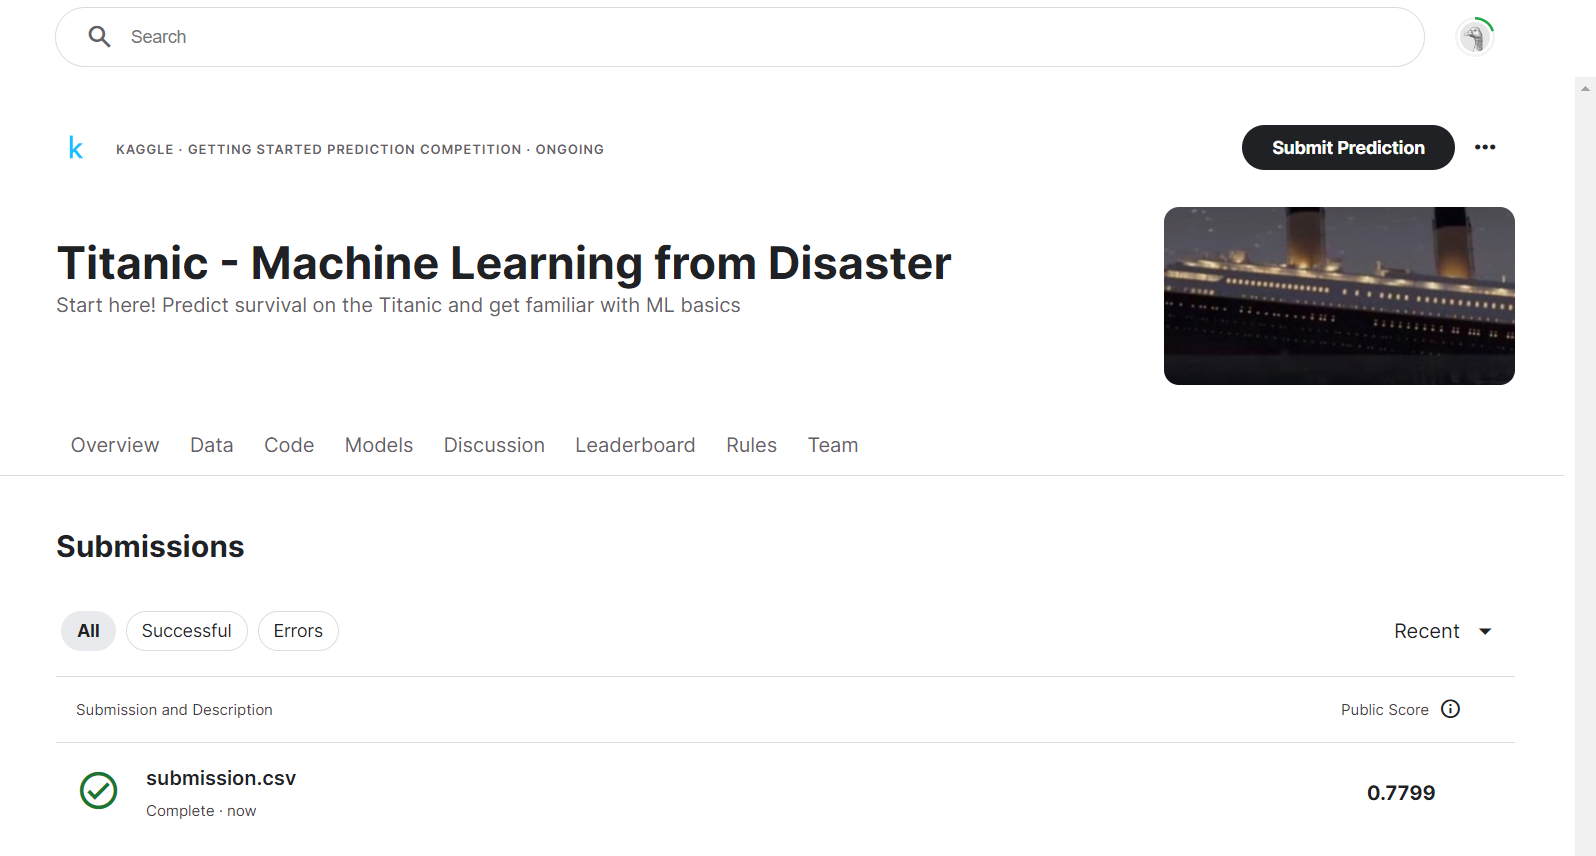 Search
k
KAGGLE · GETTING STARTED PREDICTION COMPETITION · ONGOING
Submit Prediction
Titanic - Machine Learning from Disaster
Start here! Predict survival on the Titanic and get familiar with ML basics
Overview Data Code Models Discussion Leaderboard Rules Team
Submissions
All Successful Errors Recent
Submission and Description Public Score
submission.csv
Complete · now
0.7799